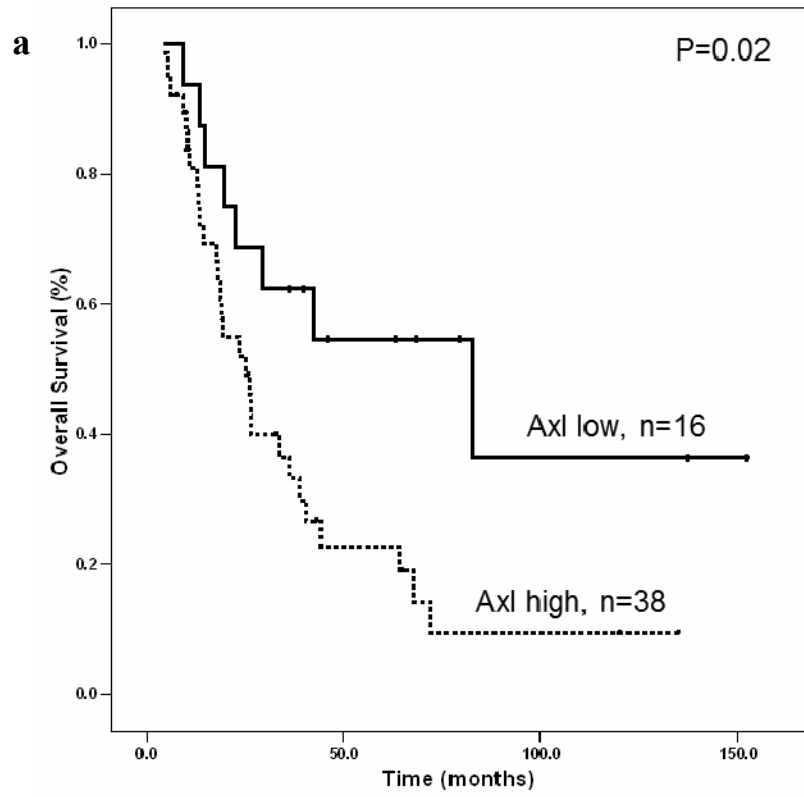 a
P=0.02
1.0
0.8
0.6
0.4
0.2
0.0
Overall Survival (%)
Axl low, n=16
Axl high, n=38
0.0 50.0 100.0 150.0
Time (months)